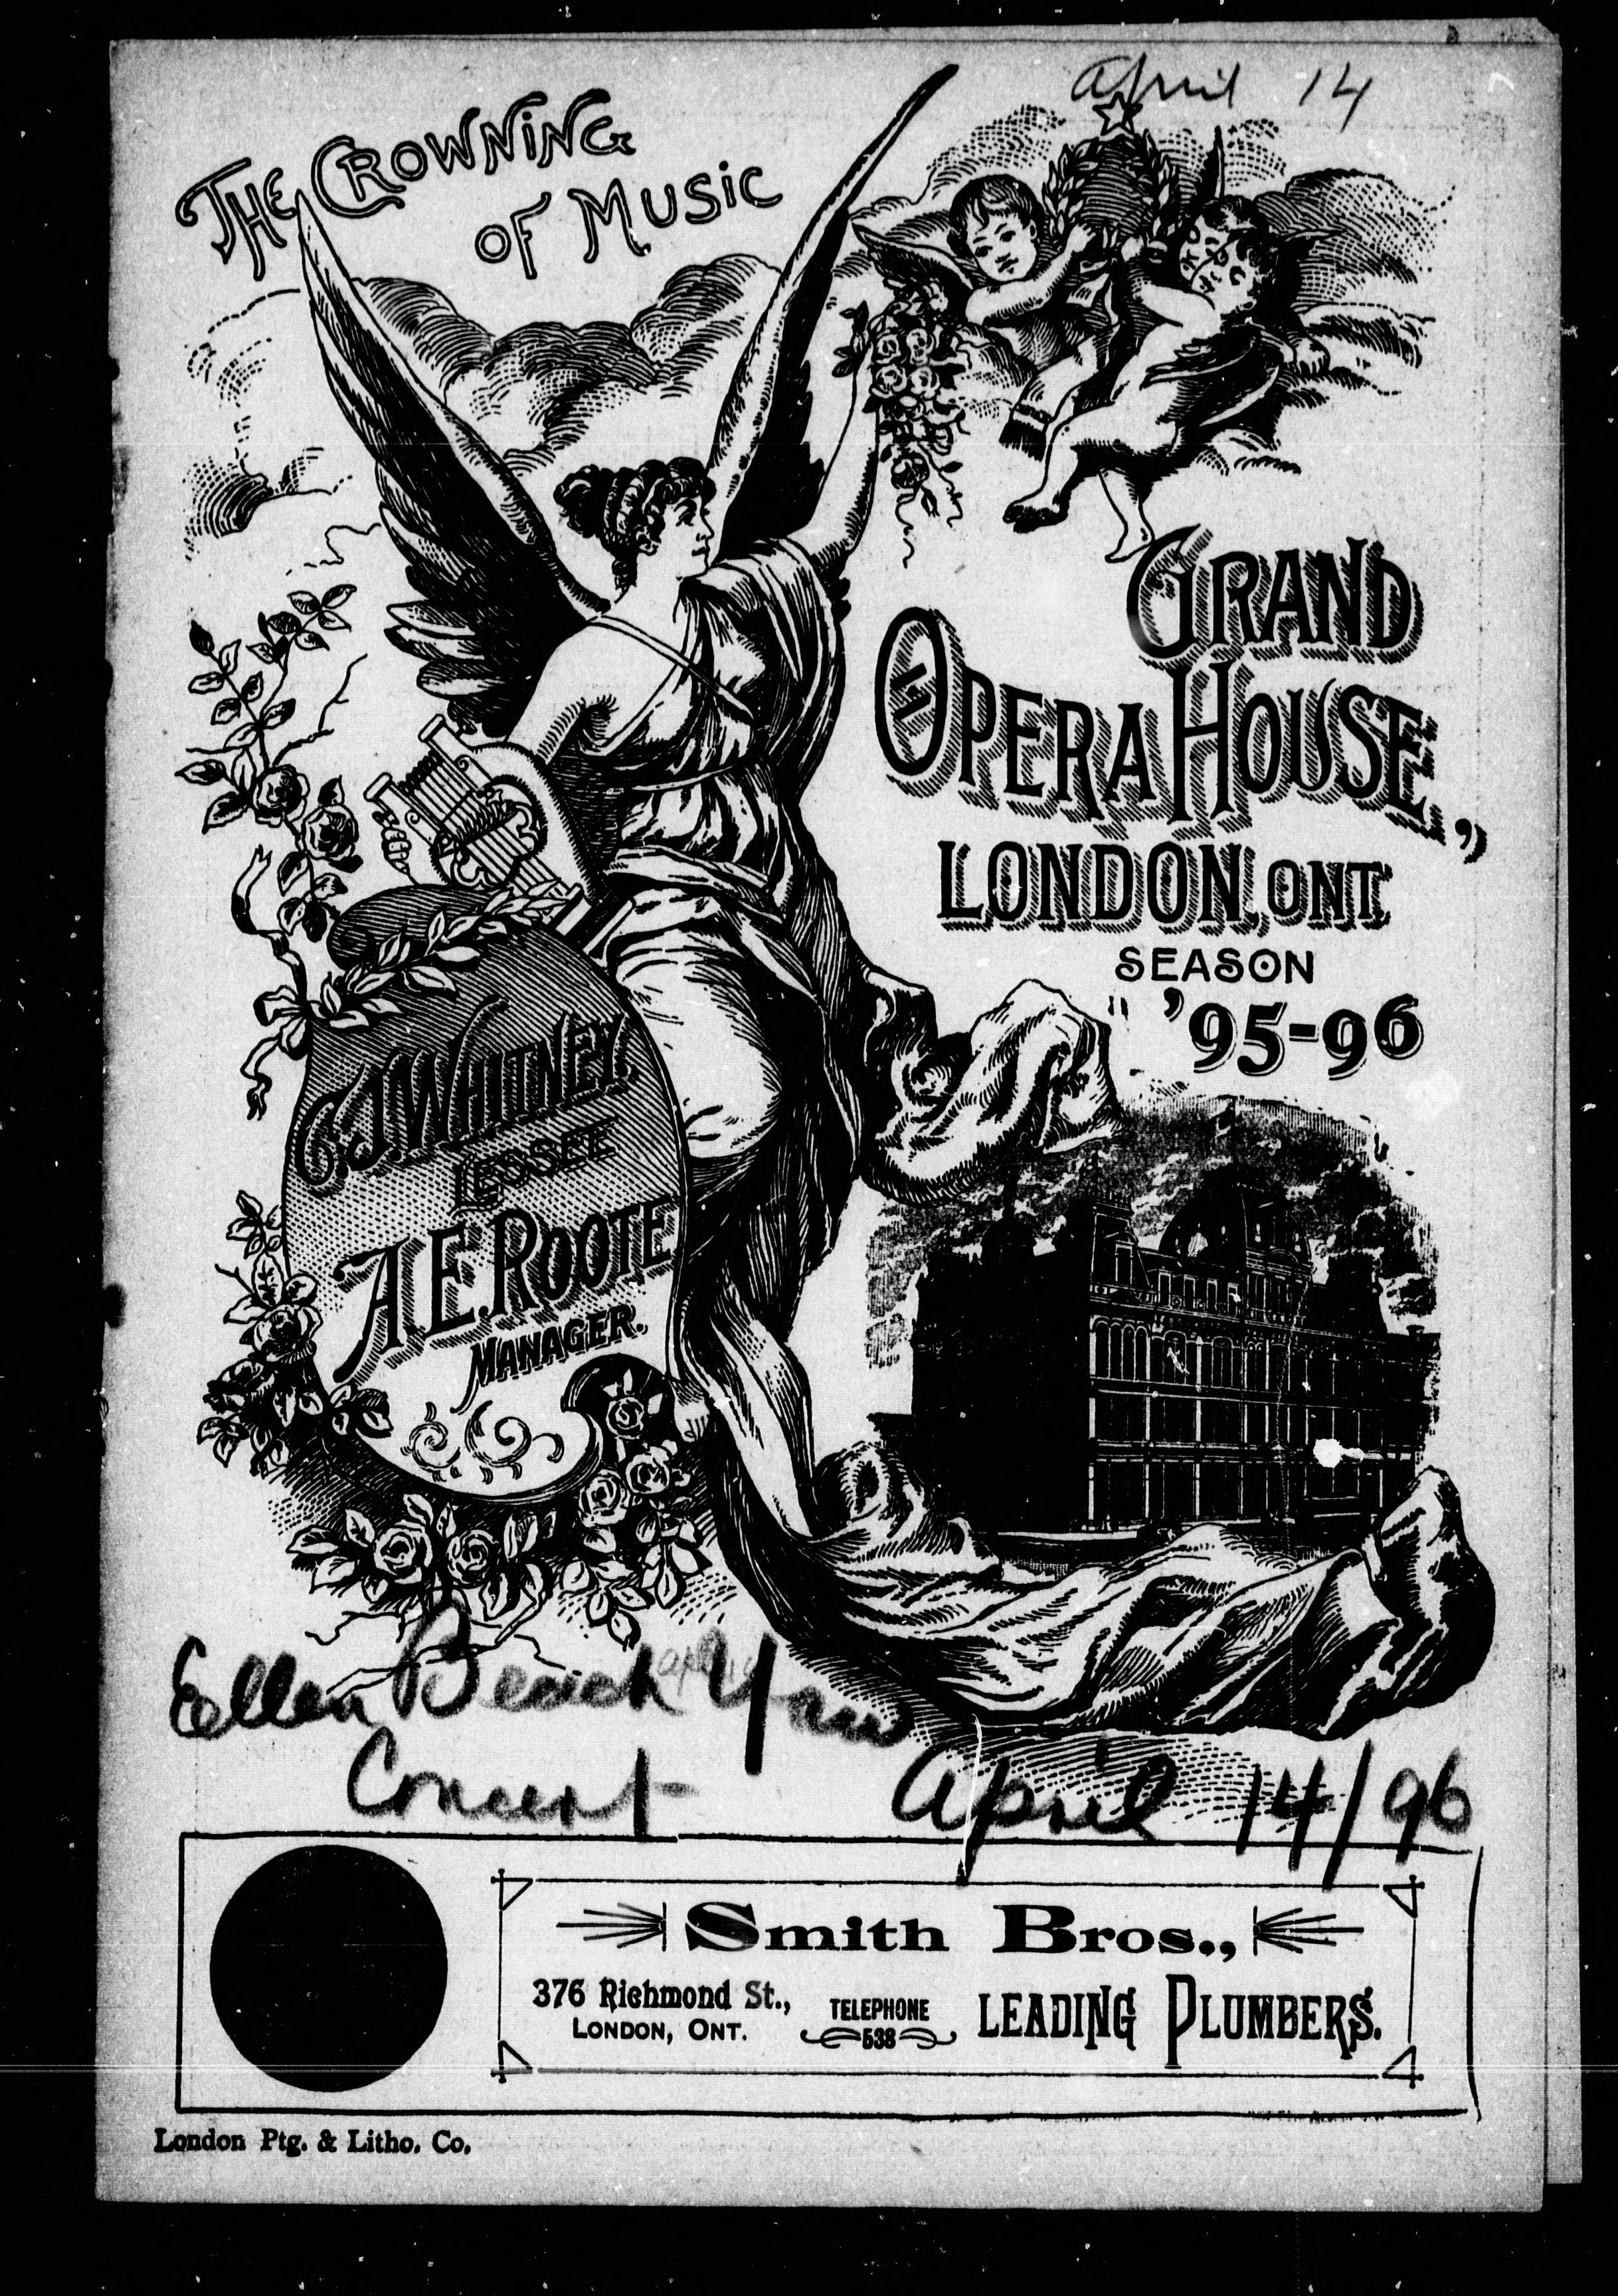 April 14
THE CROWNING
OF MUSIC
GRAND
OPERA HOUSE,
LONDON, ONT.
SEASON
'95-96
C.J. WHITNEY,
LESSEE
A.E. ROOTE
MANAGER.
Ellen Beach Yaw
Concert April 14/96
Smith Bros.,
376 Richmond St.,
LONDON, ONT.
TELEPHONE
538
LEADING PLUMBERS.
London Ptg. & Litho. Co.